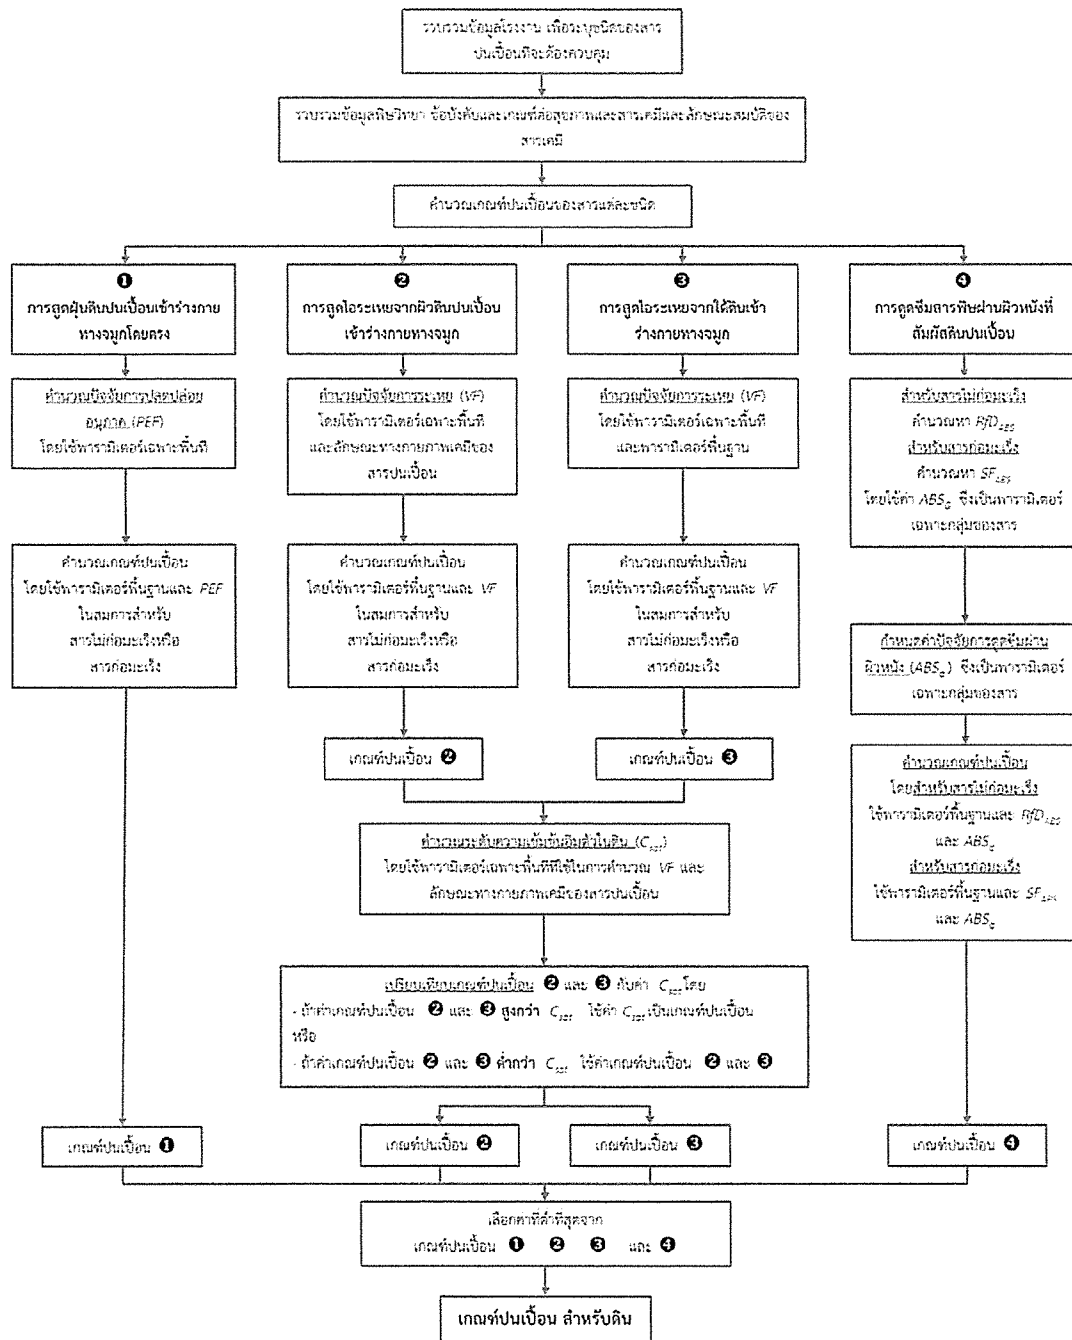 รวบรวมข้อมูลโรงงาน เพื่อระบุชนิดของสาร
ปนเปื้อนที่จะต้องควบคุม
รวบรวมข้อมูลพิษวิทยา ข้อบังคับและเกณฑ์ต่อสุขภาพและสารเคมีและลักษณะสมบัติของ
สารเคมี
คำนวณเกณฑ์ปนเปื้อนของสารแต่ละชนิด
❶
การสูดฝุ่นดินปนเปื้อนเข้าร่างกาย
ทางจมูกโดยตรง
คำนวณปัจจัยการปลดปล่อย
อนุภาค (PEF)
โดยใช้พารามิเตอร์เฉพาะพื้นที่
คำนวณเกณฑ์ปนเปื้อน
โดยใช้พารามิเตอร์พื้นฐานและ PEF
ในสมการสำหรับ
สารไม่ก่อมะเร็งหรือ
สารก่อมะเร็ง
❷
การสูดไอระเหยจากผิวดินปนเปื้อน
เข้าร่างกายทางจมูก
คำนวณปัจจัยการระเหย (VF)
โดยใช้พารามิเตอร์เฉพาะพื้นที่
และลักษณะทางกายภาพเคมีของ
สารปนเปื้อน
คำนวณเกณฑ์ปนเปื้อน
โดยใช้พารามิเตอร์พื้นฐานและ VF
ในสมการสำหรับ
สารไม่ก่อมะเร็งหรือ
สารก่อมะเร็ง
เกณฑ์ปนเปื้อน ❷
❸
การสูดไอระเหยจากใต้ดินเข้า
ร่างกายทางจมูก
คำนวณปัจจัยการระเหย (VF)
โดยใช้พารามิเตอร์เฉพาะพื้นที่
และพารามิเตอร์พื้นฐาน
คำนวณเกณฑ์ปนเปื้อน
โดยใช้พารามิเตอร์พื้นฐานและ VF
ในสมการสำหรับ
สารไม่ก่อมะเร็งหรือ
สารก่อมะเร็ง
เกณฑ์ปนเปื้อน ❸
❹
การดูดซึมสารพิษผ่านผิวหนังที่
สัมผัสดินปนเปื้อน
สำหรับสารไม่ก่อมะเร็ง
คำนวณหา RfD_ABS
สำหรับสารก่อมะเร็ง
คำนวณหา SF_ABS
โดยใช้ค่า ABS_G ซึ่งเป็นพารามิเตอร์
เฉพาะกลุ่มของสาร
กำหนดค่าปัจจัยการดูดซึมผ่าน
ผิวหนัง (ABS_d) ซึ่งเป็นพารามิเตอร์
เฉพาะกลุ่มของสาร
คำนวณเกณฑ์ปนเปื้อน
โดยสำหรับสารไม่ก่อมะเร็ง
ใช้พารามิเตอร์พื้นฐานและ RfD_ABS
และ ABS_d
สำหรับสารก่อมะเร็ง
ใช้พารามิเตอร์พื้นฐานและ SF_ABS
และ ABS_d
คำนวณระดับความเข้มข้นอิ่มตัวในดิน (C_sat)
โดยใช้พารามิเตอร์เฉพาะพื้นที่ที่ใช้ในการคำนวณ VF และ
ลักษณะทางกายภาพเคมีของสารปนเปื้อน
เปรียบเทียบเกณฑ์ปนเปื้อน ❷ และ ❸ กับค่า C_sat โดย
- ถ้าค่าเกณฑ์ปนเปื้อน ❷ และ ❸ สูงกว่า C_sat ใช้ค่า C_sat เป็นเกณฑ์ปนเปื้อน
หรือ
- ถ้าค่าเกณฑ์ปนเปื้อน ❷ และ ❸ ต่ำกว่า C_sat ใช้ค่าเกณฑ์ปนเปื้อน ❷ และ ❸
เกณฑ์ปนเปื้อน ❶
เกณฑ์ปนเปื้อน ❷
เกณฑ์ปนเปื้อน ❸
เกณฑ์ปนเปื้อน ❹
เลือกค่าที่ต่ำที่สุดจาก
เกณฑ์ปนเปื้อน ❶ ❷ ❸ และ ❹
เกณฑ์ปนเปื้อน สำหรับดิน